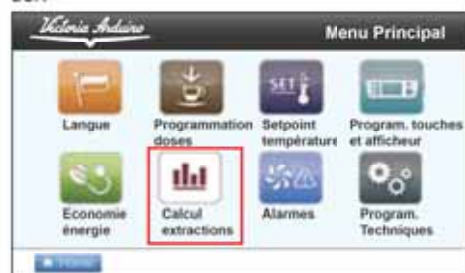 Victoria Arduino
Menu Principal
SET
Langue
Programmation
doses
Setpoint
température
Program. touches
et afficheur
Economie
énergie
Calcul
extractions
Alarmes
Program.
Techniques
Home